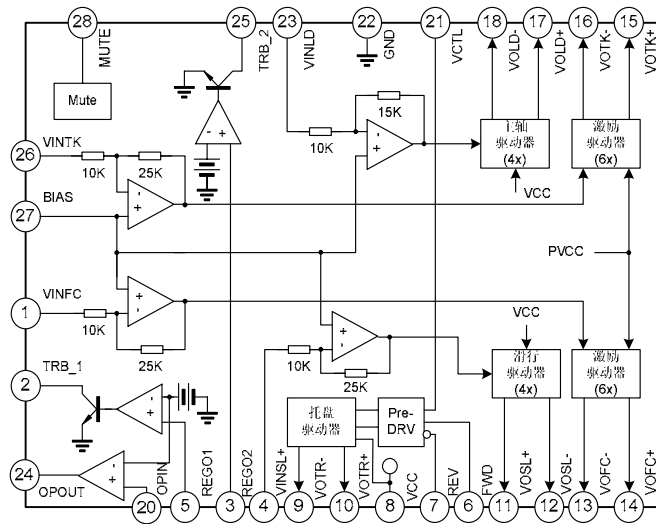 28
25
23
22
21
18
17
16
15
MUTE
TRB_2
VINLD
GND
VCTL
VOLD-
VOLD+
VOTK-
VOTK+
Mute
15K
10K
主轴
驱动器
(4x)
激励
驱动器
(6x)
VCC
26
VINTK
10K
25K
27
BIAS
PVCC
1
VINFC
10K
25K
VCC
2
TRB_1
10K
25K
滑行
驱动器
(4x)
激励
驱动器
(6x)
托盘
驱动器
Pre-
DRV
24
OPOUT
OPIN
REGO1
REGO2
VINSL+
VOTR-
VOTR+
VCC
REV
FWD
VOSL+
VOSL-
VOFC-
VOFC+
20
5
3
4
9
10
8
7
6
11
12
13
14